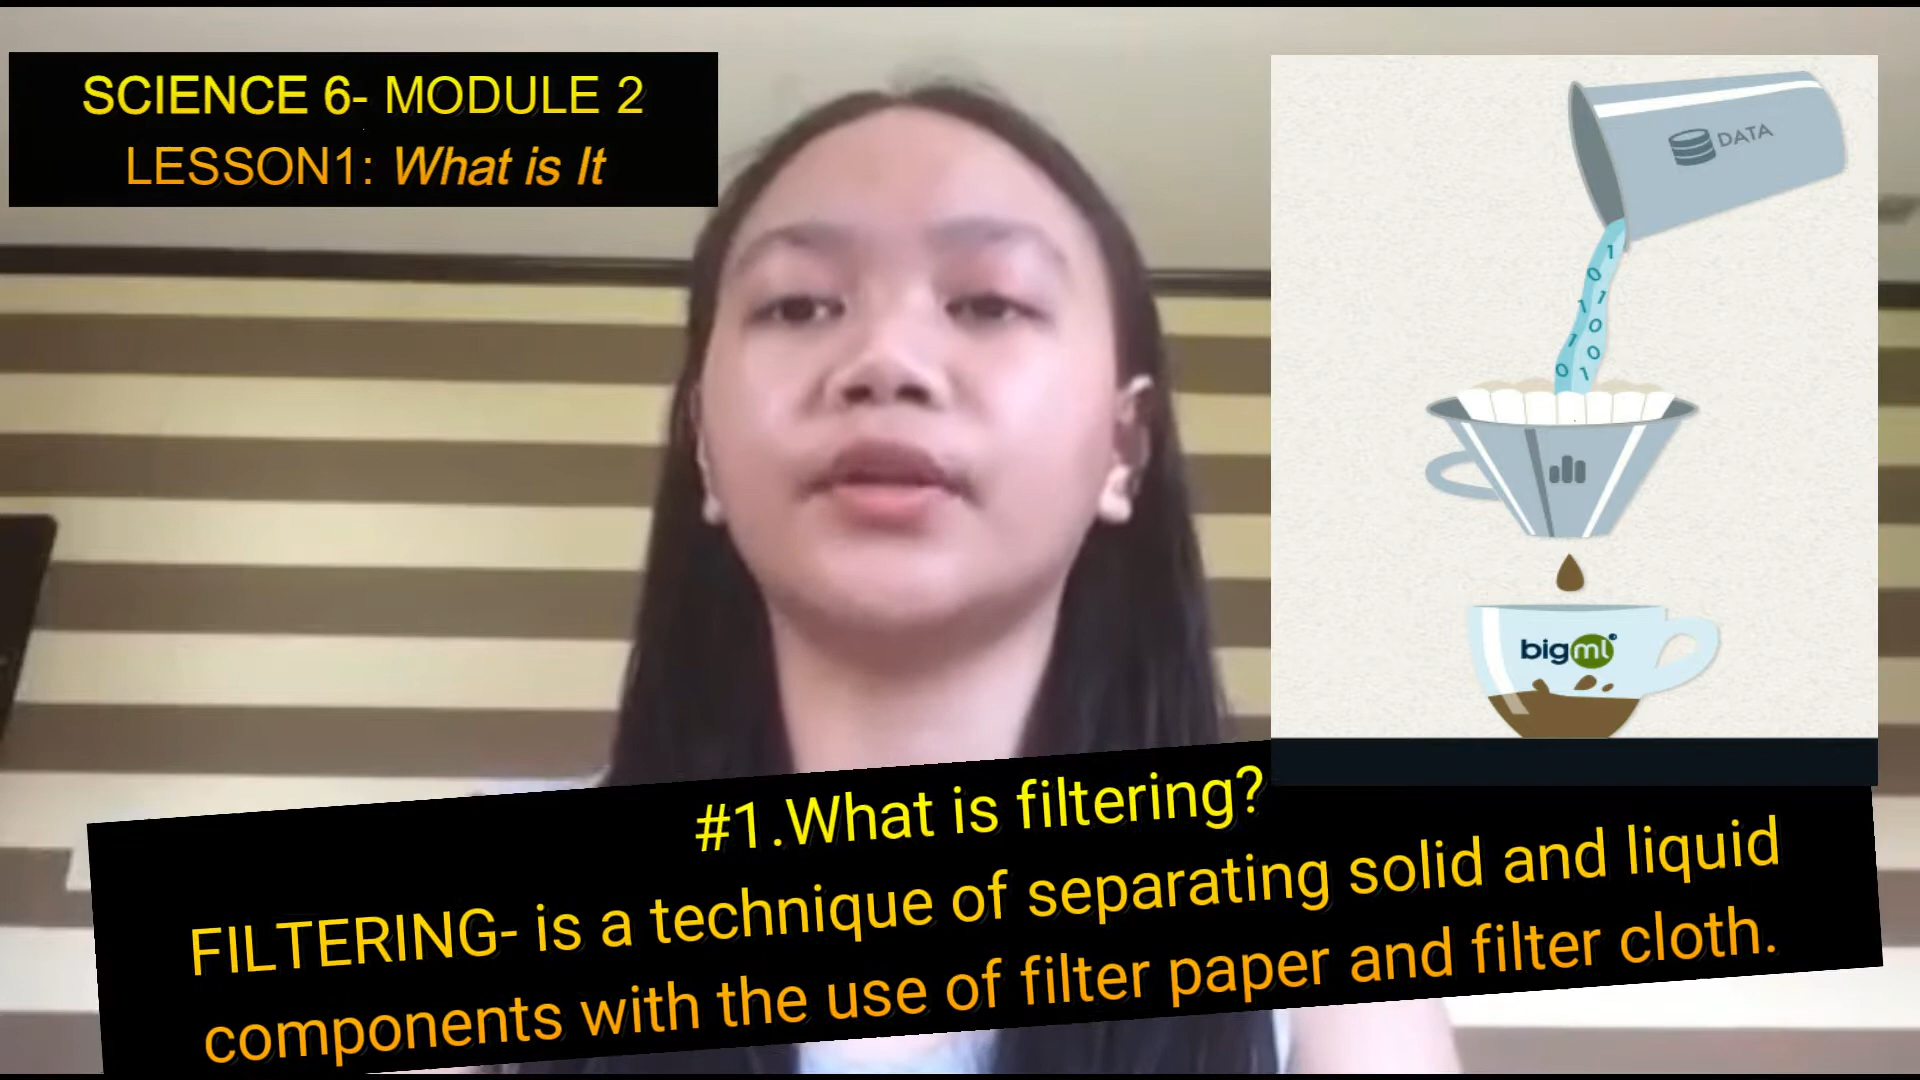 SCIENCE 6- MODULE 2
LESSON1: What is It
DATA
1
0
1
1
0
1
0
0
1
bigml
#1.What is filtering?
FILTERING- is a technique of separating solid and liquid
components with the use of filter paper and filter cloth.